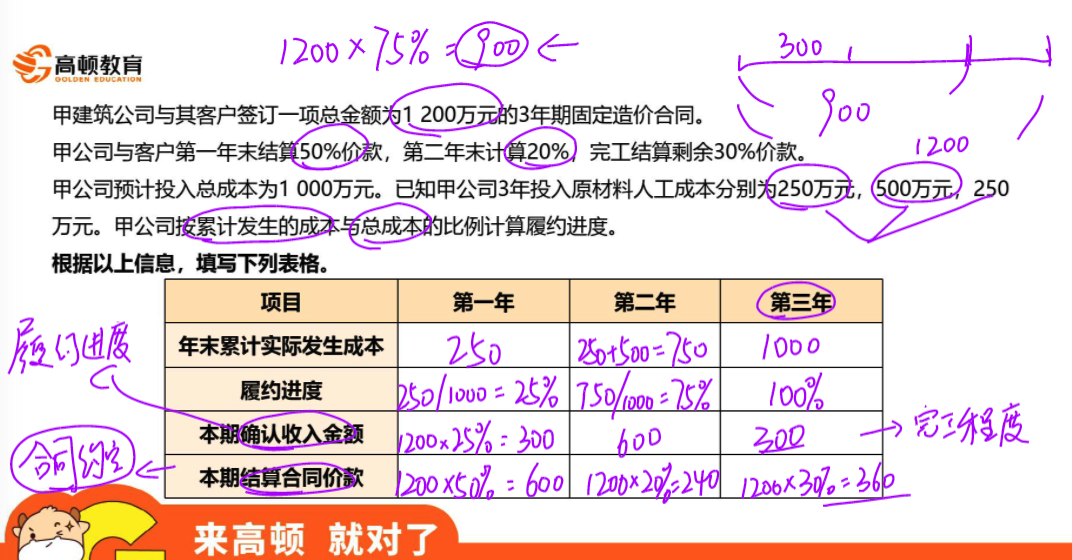 高顿教育
GOLDEN EDUCATION
1200×75%=900←
300
900
1200
甲建筑公司与其客户签订一项总金额为1 200万元的3年期固定造价合同。
甲公司与客户第一年末结算50%价款，第二年末计算20%，完工结算剩余30%价款。
甲公司预计投入总成本为1 000万元。已知甲公司3年投入原材料人工成本分别为250万元，500万元，250
万元。甲公司按累计发生的成本与总成本的比例计算履约进度。
根据以上信息，填写下列表格。
项目 第一年 第二年 第三年
履约进度
年末累计实际发生成本 250 250+500=750 1000
履约进度 250/1000=25% 750/1000=75% 100%
本期确认收入金额 1200×25%=300 600 300 →完工程度
合同约定
本期结算合同价款 1200×50%=600 1200×20%=240 1200×30%=360
来高顿 就对了